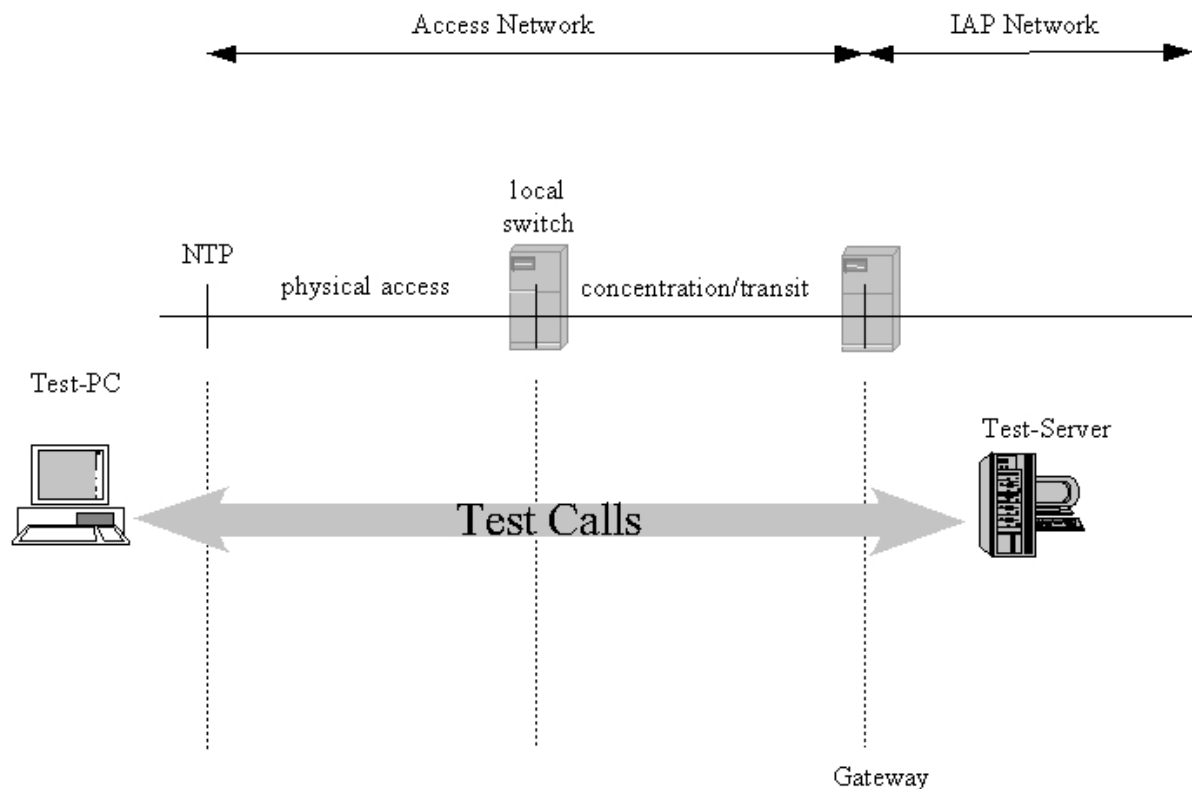 Access Network
IAP Network
local
switch
NTP
physical access
concentration/transit
Test-PC
Test-Server
Test Calls
Gateway